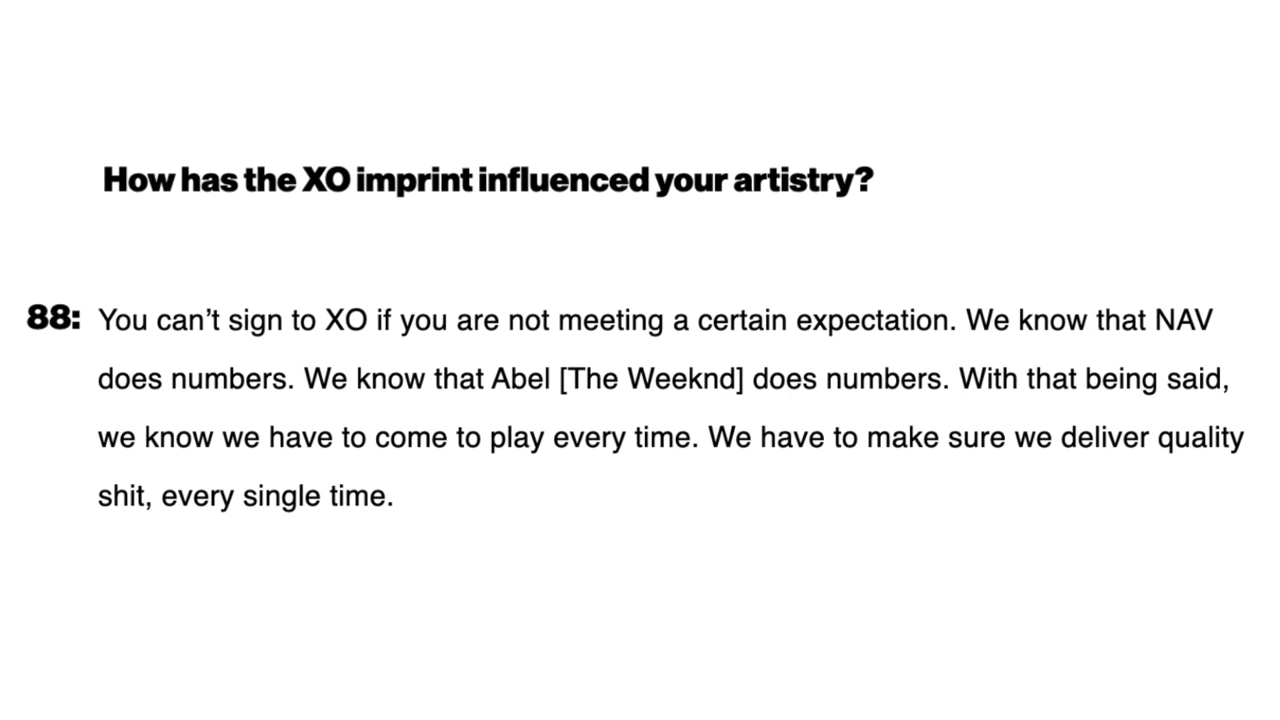 How has the XO imprint influenced your artistry?
88: You can’t sign to XO if you are not meeting a certain expectation. We know that NAV
does numbers. We know that Abel [The Weeknd] does numbers. With that being said,
we know we have to come to play every time. We have to make sure we deliver quality
shit, every single time.